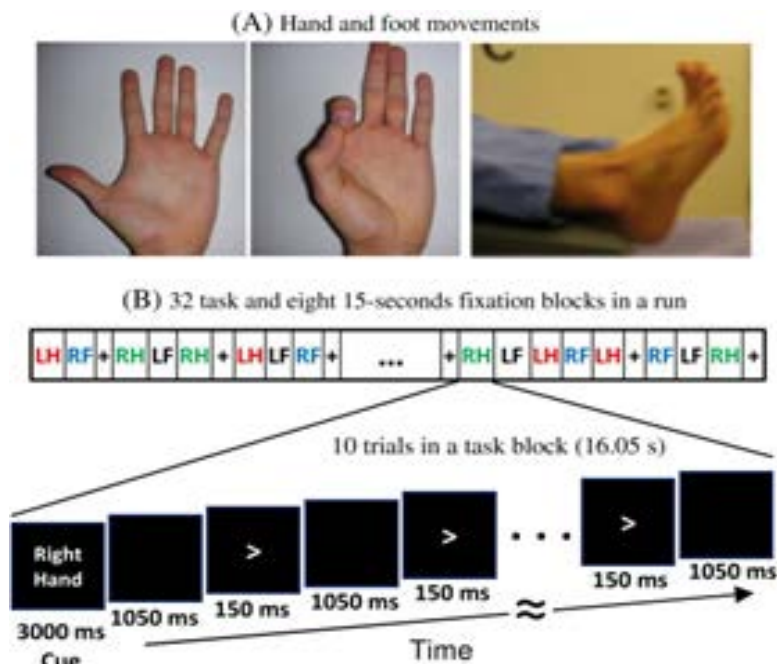 (A) Hand and foot movements
(B) 32 task and eight 15-seconds fixation blocks in a run
LH RF + RH LF RH + LH LF RF + ... + RH LF LH RF LH + RF LF RH +
10 trials in a task block (16.05 s)
Right
Hand
> > . . . >
3000 ms 1050 ms 150 ms 1050 ms 150 ms ≈ 150 ms 1050 ms
Cue
Time